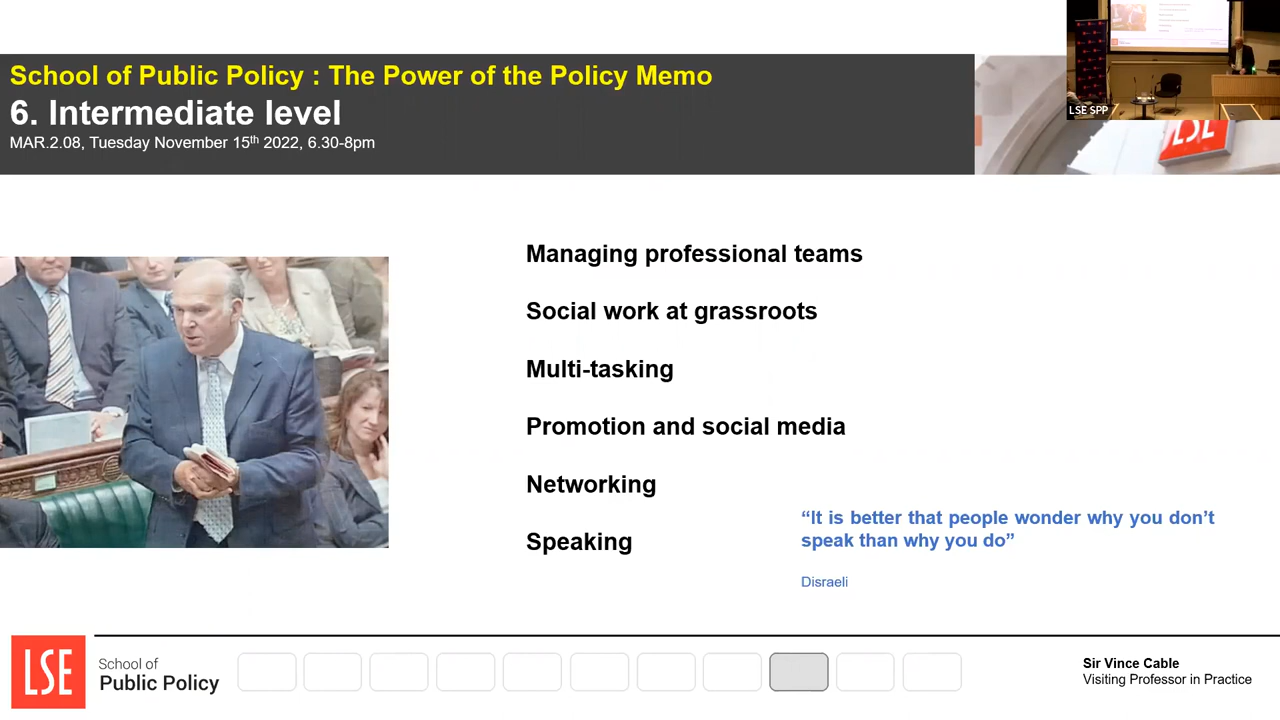 School of Public Policy : The Power of the Policy Memo
6. Intermediate level
MAR.2.08, Tuesday November 15th 2022, 6.30-8pm
LSE SPP
LSE
Managing professional teams
Social work at grassroots
Multi-tasking
Promotion and social media
Networking
Speaking
“It is better that people wonder why you don’t
speak than why you do”
Disraeli
LSE
School of
Public Policy
Sir Vince Cable
Visiting Professor in Practice